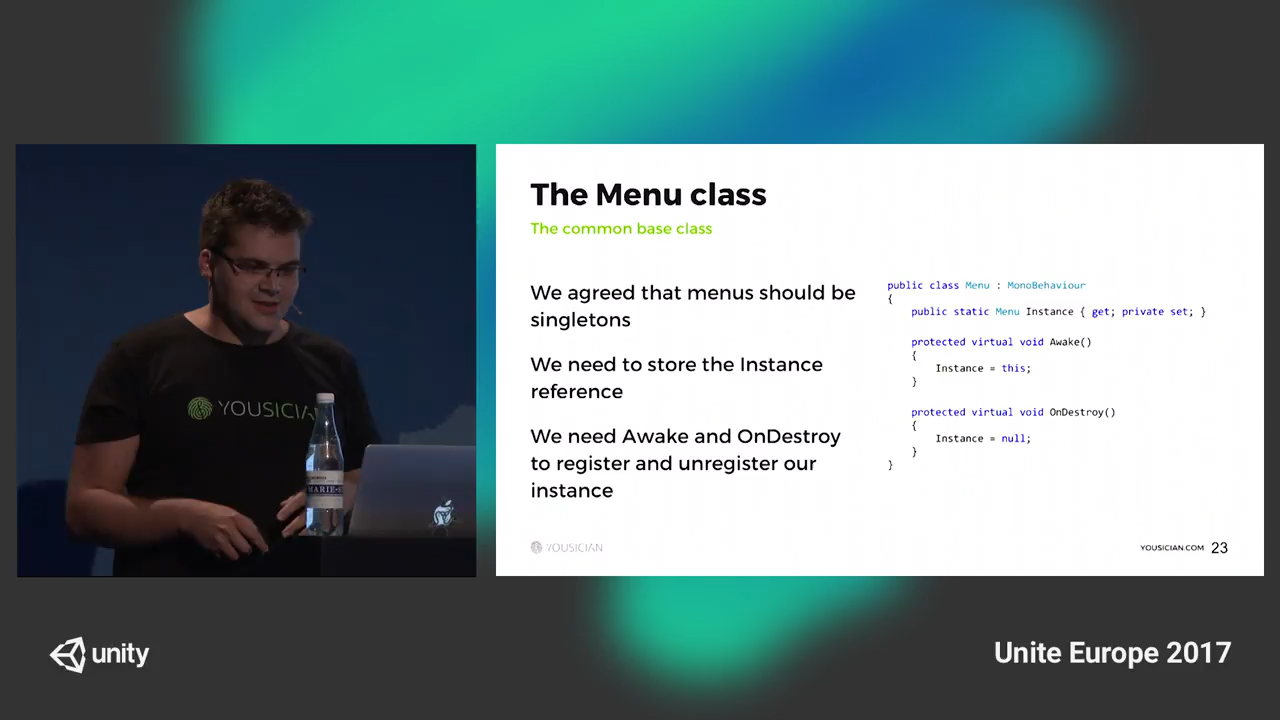 The Menu class
The common base class
We agreed that menus should be
singletons
We need to store the Instance
reference
We need Awake and OnDestroy
to register and unregister our
instance
public class Menu : MonoBehaviour
{
    public static Menu Instance { get; private set; }
    protected virtual void Awake()
    {
        Instance = this;
    }
    protected virtual void OnDestroy()
    {
        Instance = null;
    }
}
YOUSICIAN
YOUSICIAN.COM 23
YOUSICIA
unity
Unite Europe 2017